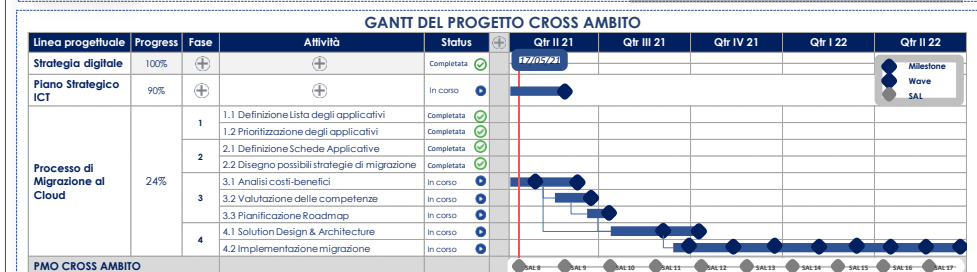 GANTT DEL PROGETTO CROSS AMBITO
Linea progettuale Progress Fase Attività Status Qtr II 21 Qtr III 21 Qtr IV 21 Qtr I 22 Qtr II 22
Strategia digitale 100% Completata 17/05/21
Milestone
Wave
SAL
Piano Strategico ICT 90% In corso
Processo di Migrazione al Cloud 24%
1
1.1 Definizione Lista degli applicativi Completata
1.2 Prioritizzazione degli applicativi Completata
2
2.1 Definizione Schede Applicative Completata
2.2 Disegno possibili strategie di migrazione Completata
3
3.1 Analisi costi-benefici In corso
3.2 Valutazione delle competenze In corso
3.3 Pianificazione Roadmap In corso
4
4.1 Solution Design & Architecture In corso
4.2 Implementazione migrazione In corso
PMO CROSS AMBITO SAL 8 SAL 9 SAL 10 SAL 11 SAL 12 SAL 13 SAL 14 SAL 15 SAL 16 SAL 17